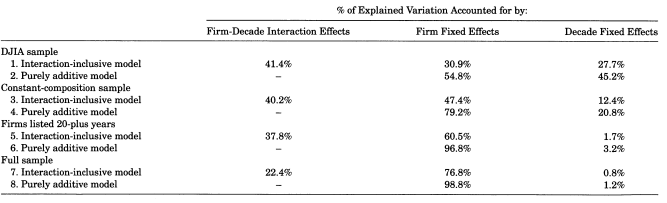 % of Explained Variation Accounted for by:
Firm-Decade Interaction Effects Firm Fixed Effects Decade Fixed Effects
DJIA sample
1. Interaction-inclusive model 41.4% 30.9% 27.7%
2. Purely additive model – 54.8% 45.2%
Constant-composition sample
3. Interaction-inclusive model 40.2% 47.4% 12.4%
4. Purely additive model – 79.2% 20.8%
Firms listed 20-plus years
5. Interaction-inclusive model 37.8% 60.5% 1.7%
6. Purely additive model – 96.8% 3.2%
Full sample
7. Interaction-inclusive model 22.4% 76.8% 0.8%
8. Purely additive model – 98.8% 1.2%